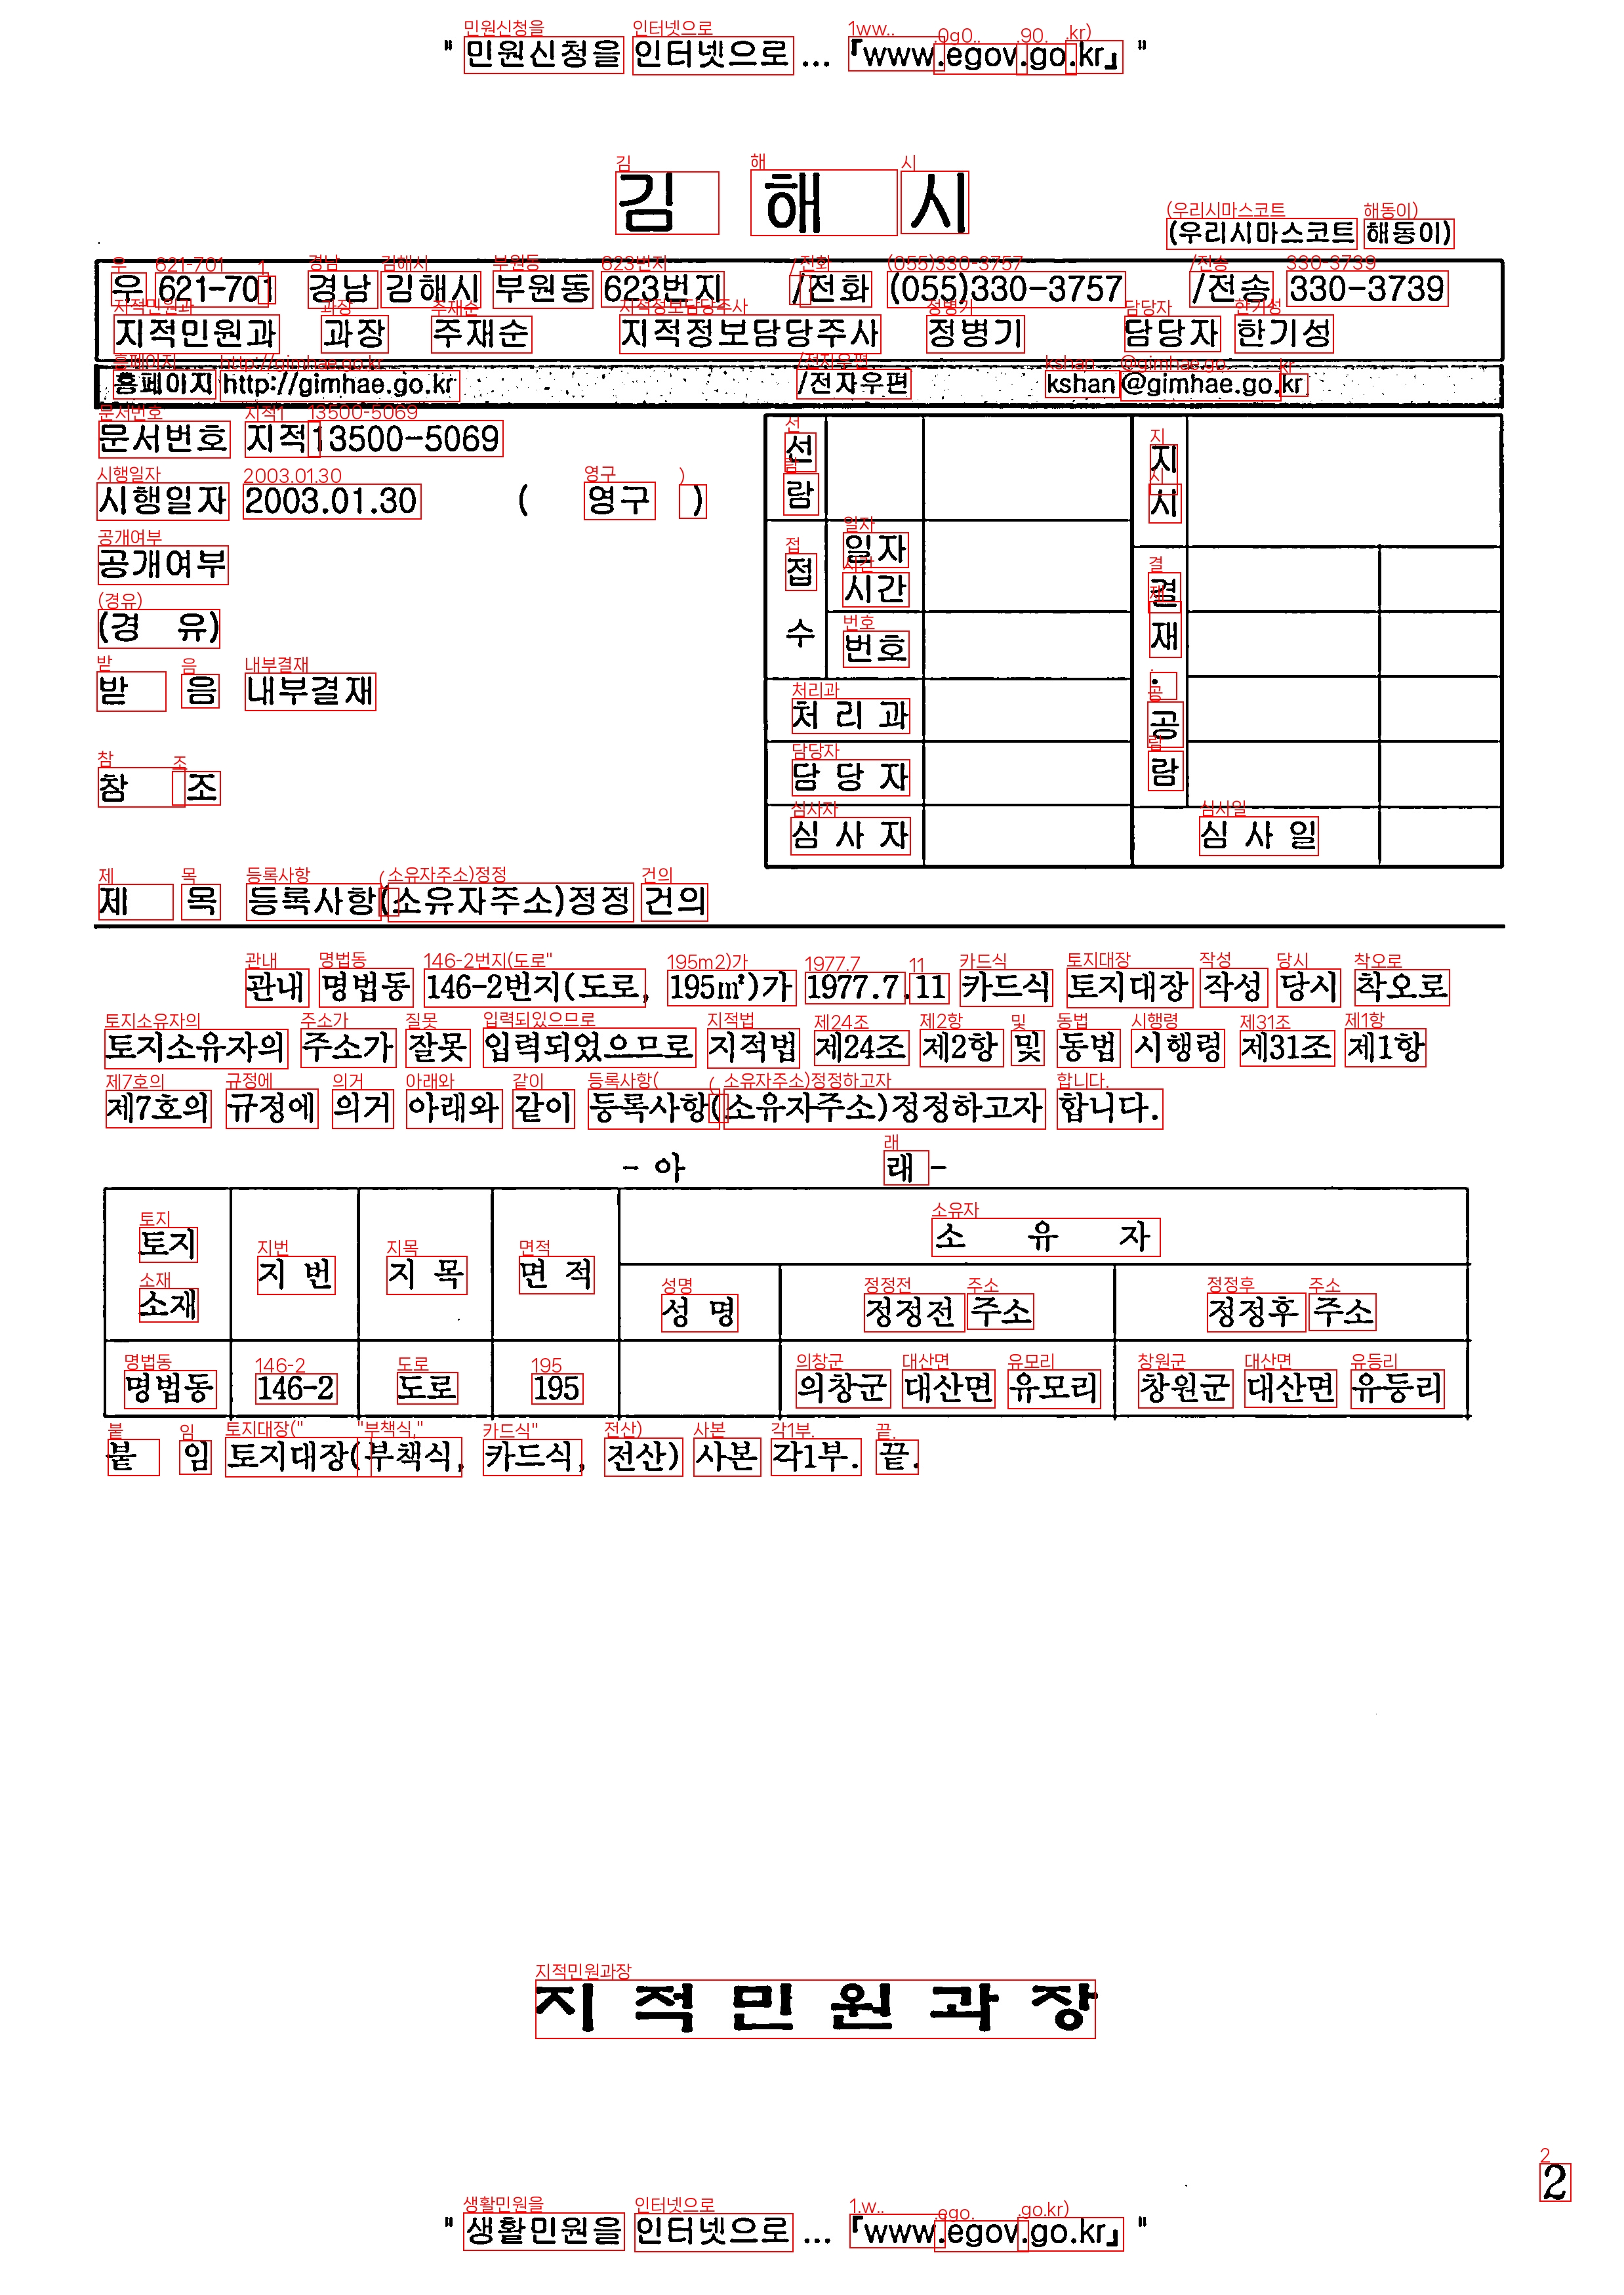 " 민원신청을 인터넷으로 ... 「www.egov.go.kr」 "
김 해 시
(우리시마스코트 해동이)
우 621-701 경남 김해시 부원동 623번지 /전화 (055)330-3757 /전송 330-3739
지적민원과 과장 주재순 지적정보담당주사 정병기 담당자 한기성
홈페이지 http://gimhae.go.kr /전자우편 kshan @gimhae.go.kr
문서번호 지적13500-5069
시행일자 2003.01.30 ( 영구 )
공개여부
(경 유)
받 음 내부결재
참 조
선람
지시
접수
일자
시간
번호
결재.공람
처 리 과
담 당 자
심 사 자
심 사 일
제 목 등록사항(소유자주소)정정 건의
관내 명법동 146-2번지(도로, 195㎡)가 1977.7.11 카드식 토지대장 작성 당시 착오로
토지소유자의 주소가 잘못 입력되었으므로 지적법 제24조 제2항 및 동법 시행령 제31조 제1항
제7호의 규정에 의거 아래와 같이 등록사항(소유자주소)정정하고자 합니다.
- 아 래 -
토지 소재 지 번 지 목 면 적 소 유 자
성 명 정정전 주소 정정후 주소
명법동 146-2 도로 195 의창군 대산면 유모리 창원군 대산면 유등리
붙 임 토지대장(부책식, 카드식, 전산) 사본 각1부. 끝.
지 적 민 원 과 장
2
" 생활민원을 인터넷으로 ... 「www.egov.go.kr」 "